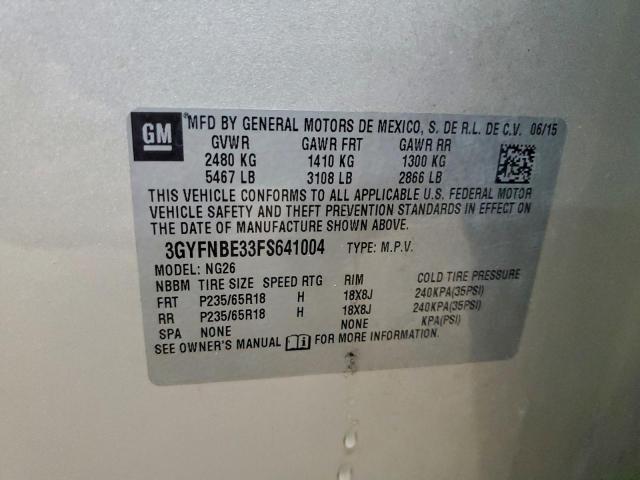 GM MFD BY GENERAL MOTORS DE MEXICO, S. DE R.L. DE C.V. 06/15
GVWR GAWR FRT GAWR RR
2480 KG 1410 KG 1300 KG
5467 LB 3108 LB 2866 LB
THIS VEHICLE CONFORMS TO ALL APPLICABLE U.S. FEDERAL MOTOR
VEHICLE SAFETY AND THEFT PREVENTION STANDARDS IN EFFECT ON
THE DATE OF MANUFACTURE SHOWN ABOVE.
3GYFNBE33FS641004 TYPE: M.P.V.
MODEL: NG26
NBBM TIRE SIZE SPEED RTG RIM COLD TIRE PRESSURE
FRT P235/65R18 H 18X8J 240KPA(35PSI)
RR P235/65R18 H 18X8J 240KPA(35PSI)
SPA NONE NONE KPA(PSI)
SEE OWNER'S MANUAL FOR MORE INFORMATION.